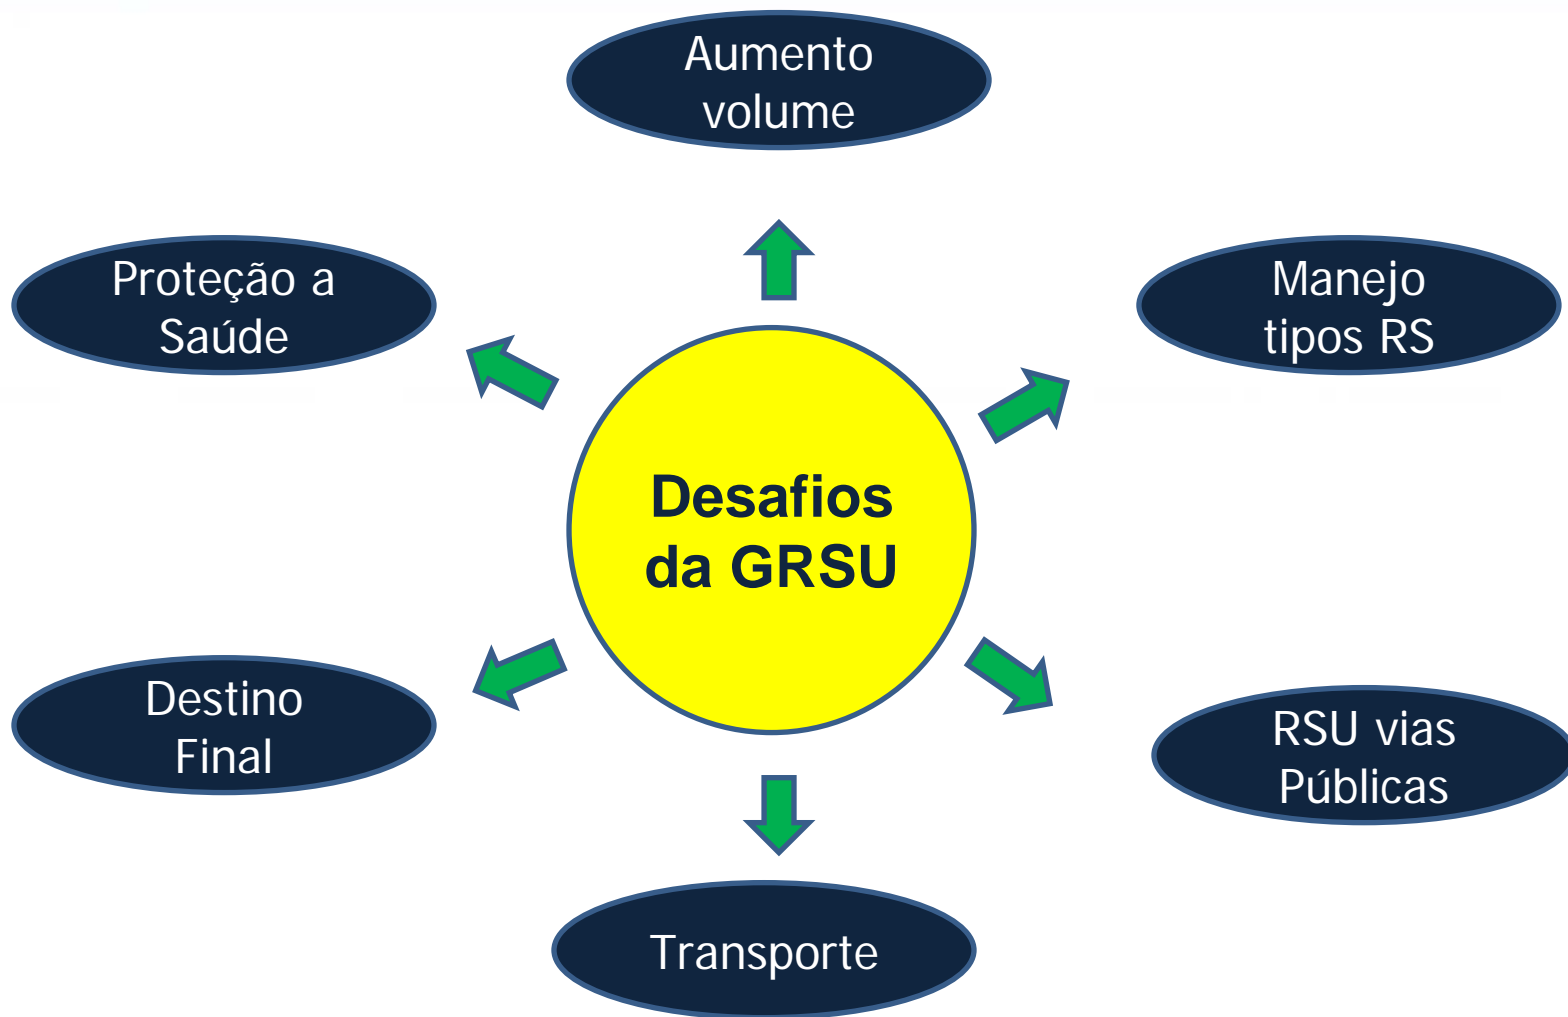 Aumento
volume
Proteção a
Saúde
Manejo
tipos RS
Desafios
da GRSU
Destino
Final
RSU vias
Públicas
Transporte